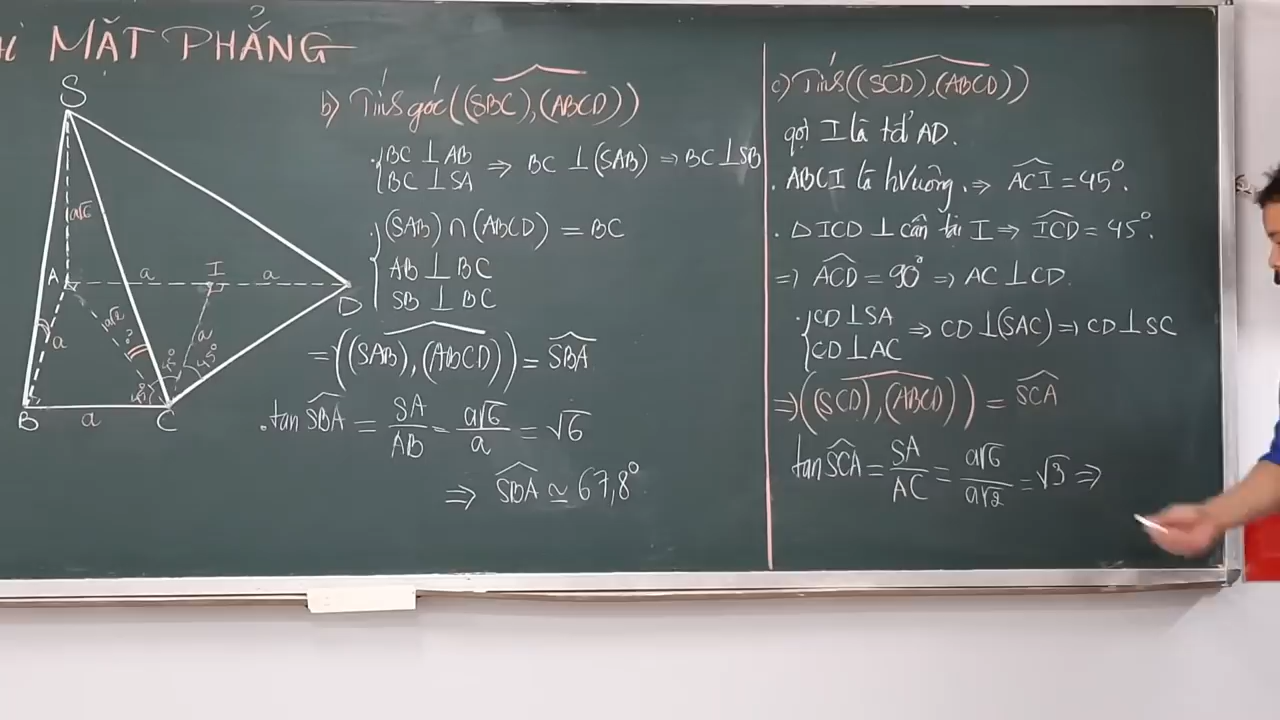 MẶT PHẲNG
S
a√6
A
a
I
a
D
a√2
?
a
a
45°
45°
45°
B
a
C
b) Tính góc ((SBC),(ABCD))
{BC ⊥ AB
BC ⊥ SA ⇒ BC ⊥ (SAB) ⇒ BC ⊥ SB
{(SAB) ∩ (ABCD) = BC
AB ⊥ BC
SB ⊥ BC
⇒ ((SAB),(ABCD)) = SBA
. tan SBA = SA/AB = a√6/a = √6
⇒ SBA ≃ 67,8°
c) Tính ((SCD),(ABCD))
gọi I là tđ AD.
. ABCI là hVuông. ⇒ ACI = 45°.
. △ ICD ⊥ cân tại I ⇒ ICD = 45°.
⇒ ACD = 90° ⇒ AC ⊥ CD.
. {CD ⊥ SA
CD ⊥ AC ⇒ CD ⊥ (SAC) ⇒ CD ⊥ SC
⇒ ((SCD),(ABCD)) = SCA
tan SCA = SA/AC = a√6/a√2 = √3 ⇒